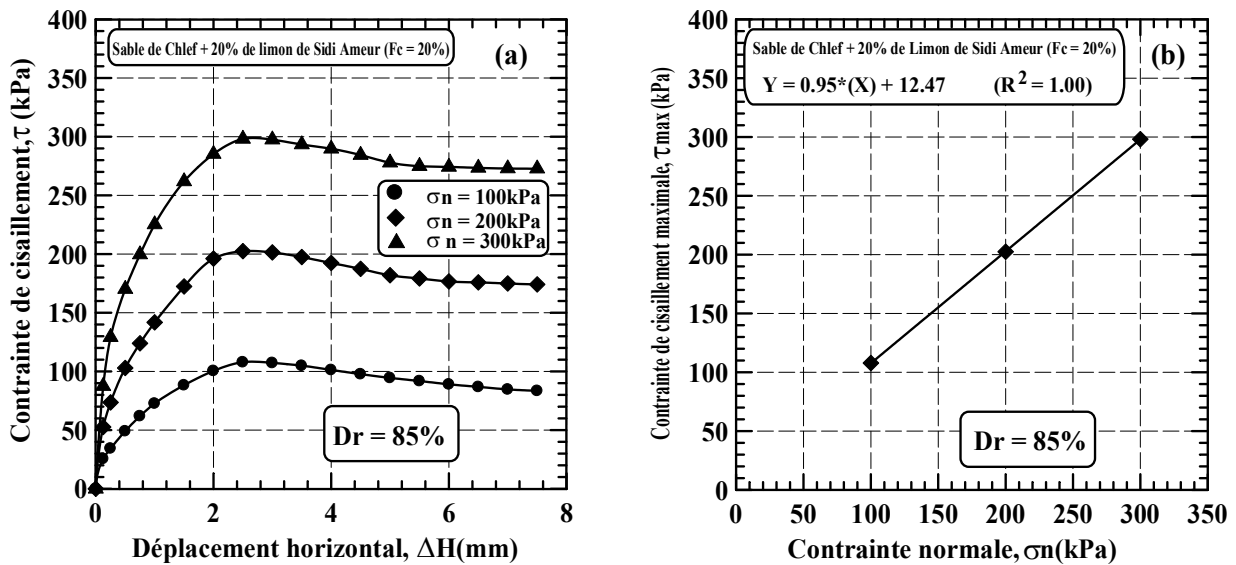 Sable de Chlef + 20% de limon de Sidi Ameur (Fc = 20%)
(a)
Contrainte de cisaillement, τ (kPa)
400
350
300
250
200
150
100
50
0
σn = 100kPa
σn = 200kPa
σ n = 300kPa
Dr = 85%
0 2 4 6 8
Déplacement horizontal, ΔH(mm)
Sable de Chlef + 20% de Limon de Sidi Ameur (Fc = 20%)
Y = 0.95*(X) + 12.47 (R² = 1.00)
(b)
Contrainte de cisaillement maximale, τmax (kPa)
400
350
300
250
200
150
100
50
0
Dr = 85%
0 50 100 150 200 250 300 350
Contrainte normale, σn(kPa)